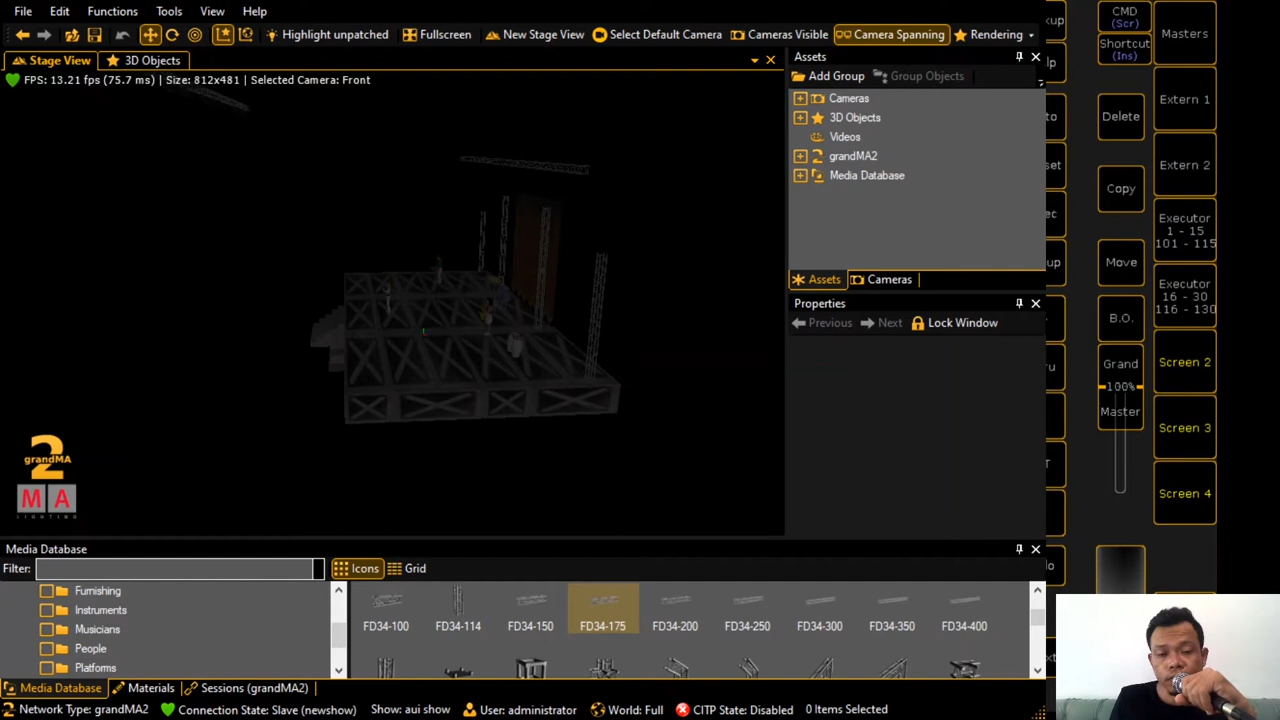 File Edit Functions Tools View Help
Highlight unpatched Fullscreen New Stage View Select Default Camera Cameras Visible Camera Spanning Rendering
Stage View 3D Objects
FPS: 13.21 fps (75.7 ms) | Size: 812x481 | Selected Camera: Front
Assets
Add Group Group Objects
Cameras
3D Objects
Videos
grandMA2
Media Database
Assets Cameras
Properties
Previous Next Lock Window
2
grandMA
MA
LIGHTING
Media Database
Filter: Icons Grid
Furnishing
Instruments
Musicians
People
Platforms
FD34-100 FD34-114 FD34-150 FD34-175 FD34-200 FD34-250 FD34-300 FD34-350 FD34-400
Media Database Materials Sessions (grandMA2)
Network Type: grandMA2 Connection State: Slave (newshow) Show: aui show User: administrator World: Full CITP State: Disabled 0 Items Selected
CMD
(Scr)
Shortcut
(Ins)
Delete
Copy
Move
B.O.
Grand
100%
Master
Masters
Extern 1
Extern 2
Executor
1 - 15
101 - 115
Executor
16 - 30
116 - 130
Screen 2
Screen 3
Screen 4